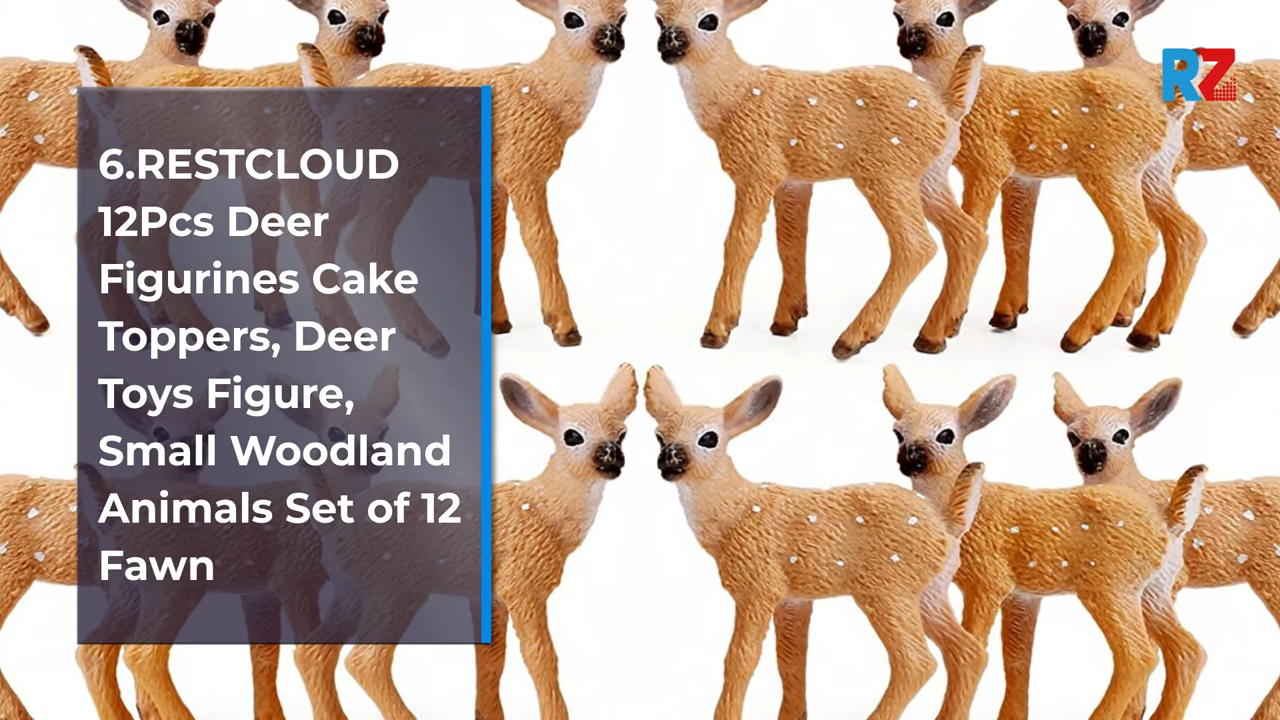 6.RESTCLOUD
12Pcs Deer
Figurines Cake
Toppers, Deer
Toys Figure,
Small Woodland
Animals Set of 12
Fawn
RZ